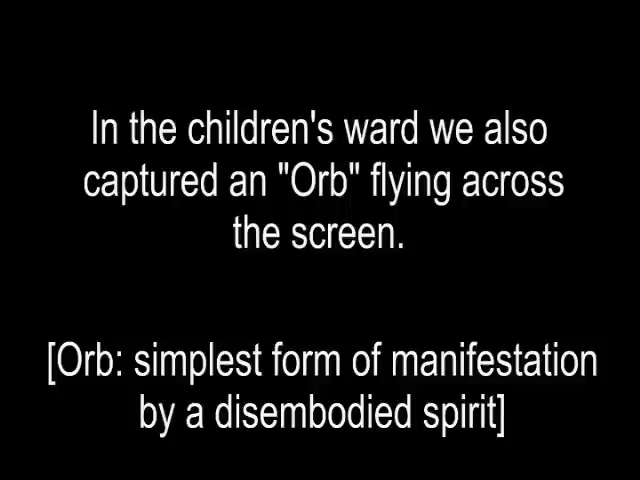 In the children's ward we also
captured an "Orb" flying across
the screen.
[Orb: simplest form of manifestation
by a disembodied spirit]